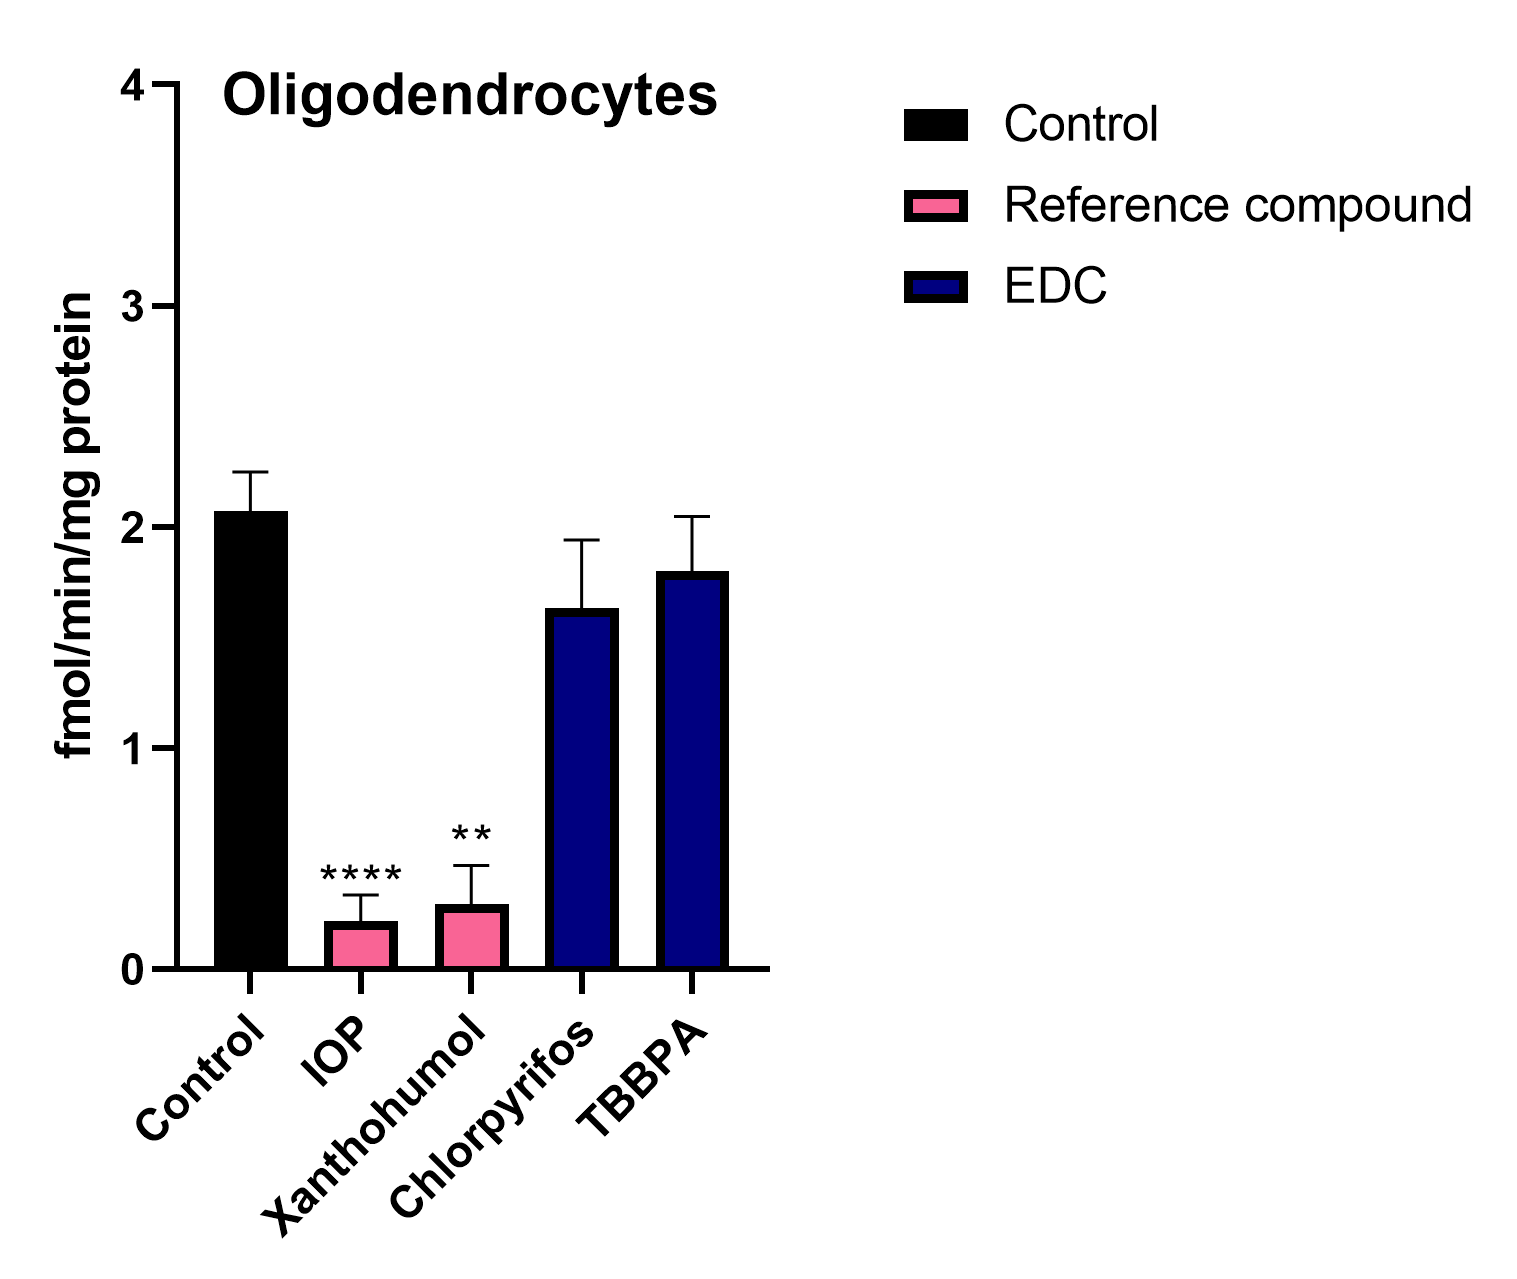 Oligodendrocytes
fmol/min/mg protein
4
3
2
1
0
****
**
Control
IOP
Xanthohumol
Chlorpyrifos
TBBPA
Control
Reference compound
EDC